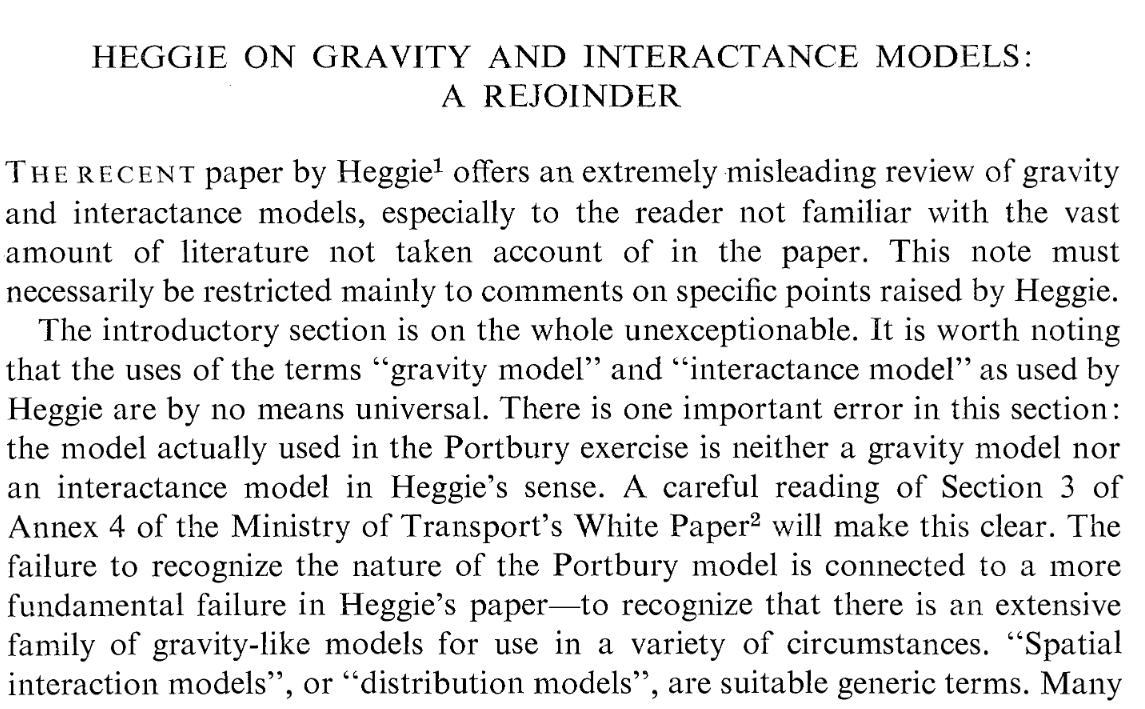 HEGGIE ON GRAVITY AND INTERACTANCE MODELS:
A REJOINDER
THE RECENT paper by Heggie¹ offers an extremely misleading review of gravity
and interactance models, especially to the reader not familiar with the vast
amount of literature not taken account of in the paper. This note must
necessarily be restricted mainly to comments on specific points raised by Heggie.
The introductory section is on the whole unexceptionable. It is worth noting
that the uses of the terms “gravity model” and “interactance model” as used by
Heggie are by no means universal. There is one important error in this section:
the model actually used in the Portbury exercise is neither a gravity model nor
an interactance model in Heggie's sense. A careful reading of Section 3 of
Annex 4 of the Ministry of Transport's White Paper² will make this clear. The
failure to recognize the nature of the Portbury model is connected to a more
fundamental failure in Heggie's paper—to recognize that there is an extensive
family of gravity-like models for use in a variety of circumstances. “Spatial
interaction models”, or “distribution models”, are suitable generic terms. Many